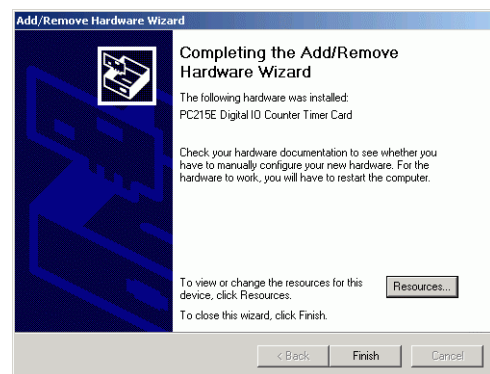 Add/Remove Hardware Wizard
Completing the Add/Remove
Hardware Wizard
The following hardware was installed:
PC215E Digital IO Counter Timer Card
Check your hardware documentation to see whether you
have to manually configure your new hardware. For the
hardware to work, you will have to restart the computer.
To view or change the resources for this
device, click Resources.
Resources...
To close this wizard, click Finish.
< Back
Finish
Cancel